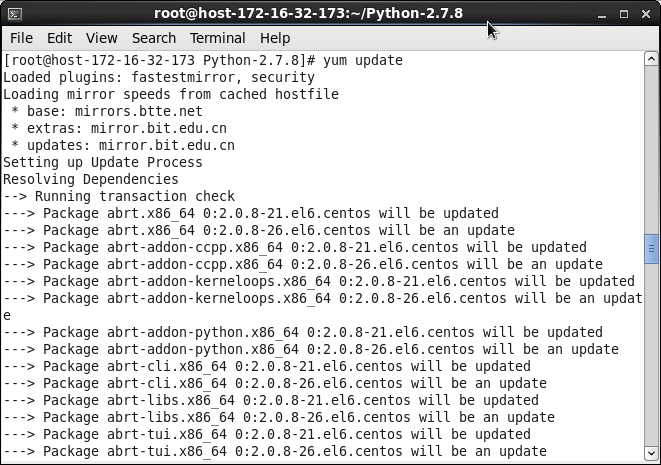 root@host-172-16-32-173:~/Python-2.7.8
File Edit View Search Terminal Help
[root@host-172-16-32-173 Python-2.7.8]# yum update
Loaded plugins: fastestmirror, security
Loading mirror speeds from cached hostfile
 * base: mirrors.btte.net
 * extras: mirror.bit.edu.cn
 * updates: mirror.bit.edu.cn
Setting up Update Process
Resolving Dependencies
--> Running transaction check
---> Package abrt.x86_64 0:2.0.8-21.el6.centos will be updated
---> Package abrt.x86_64 0:2.0.8-26.el6.centos will be an update
---> Package abrt-addon-ccpp.x86_64 0:2.0.8-21.el6.centos will be updated
---> Package abrt-addon-ccpp.x86_64 0:2.0.8-26.el6.centos will be an update
---> Package abrt-addon-kerneloops.x86_64 0:2.0.8-21.el6.centos will be updated
---> Package abrt-addon-kerneloops.x86_64 0:2.0.8-26.el6.centos will be an updat
e
---> Package abrt-addon-python.x86_64 0:2.0.8-21.el6.centos will be updated
---> Package abrt-addon-python.x86_64 0:2.0.8-26.el6.centos will be an update
---> Package abrt-cli.x86_64 0:2.0.8-21.el6.centos will be updated
---> Package abrt-cli.x86_64 0:2.0.8-26.el6.centos will be an update
---> Package abrt-libs.x86_64 0:2.0.8-21.el6.centos will be updated
---> Package abrt-libs.x86_64 0:2.0.8-26.el6.centos will be an update
---> Package abrt-tui.x86_64 0:2.0.8-21.el6.centos will be updated
---> Package abrt-tui.x86_64 0:2.0.8-26.el6.centos will be an update